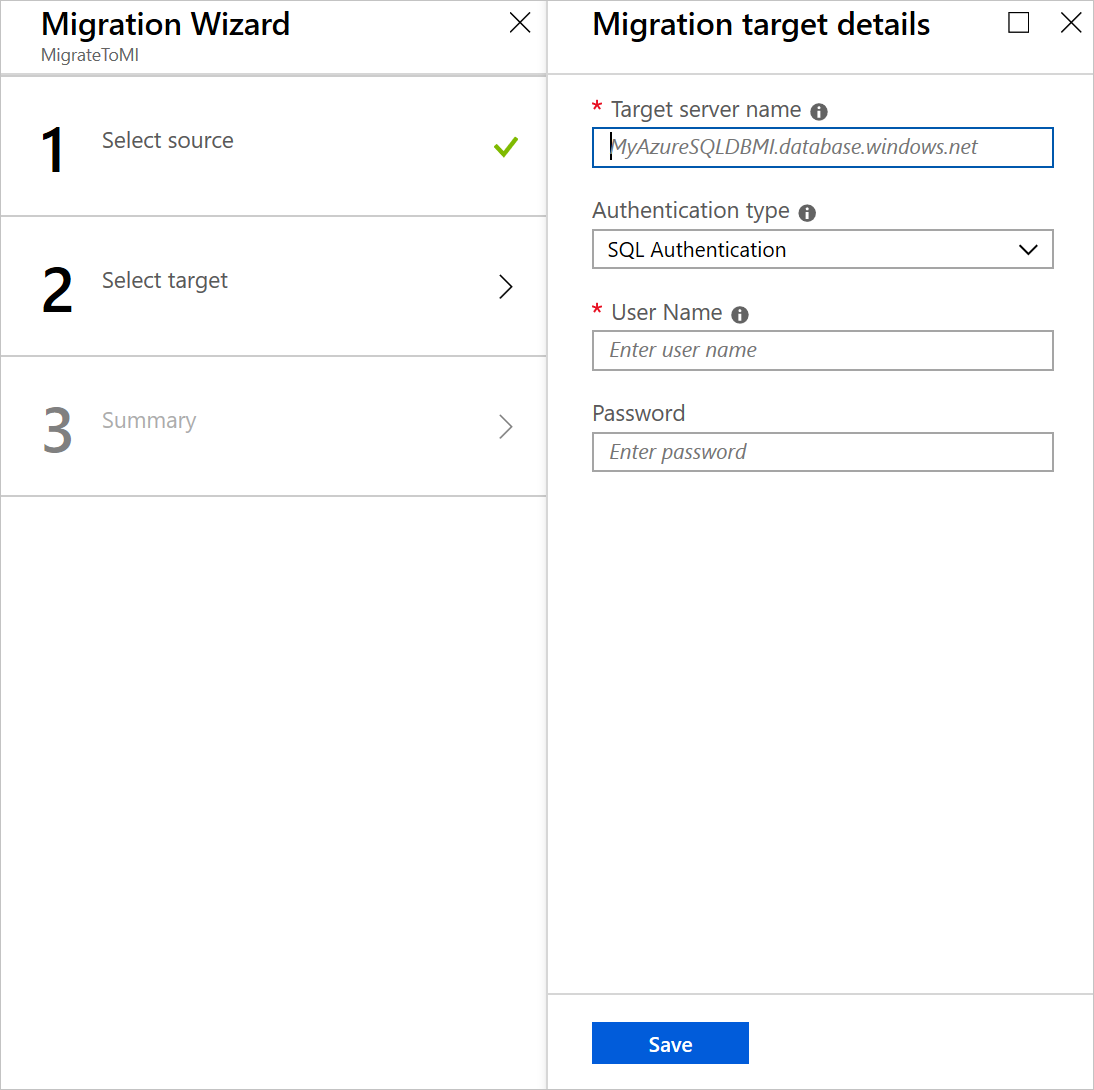 Migration Wizard
MigrateToMI
1
Select source
2
Select target
3
Summary
Migration target details
* Target server name
MyAzureSQLDBMI.database.windows.net
Authentication type
SQL Authentication
* User Name
Enter user name
Password
Enter password
Save